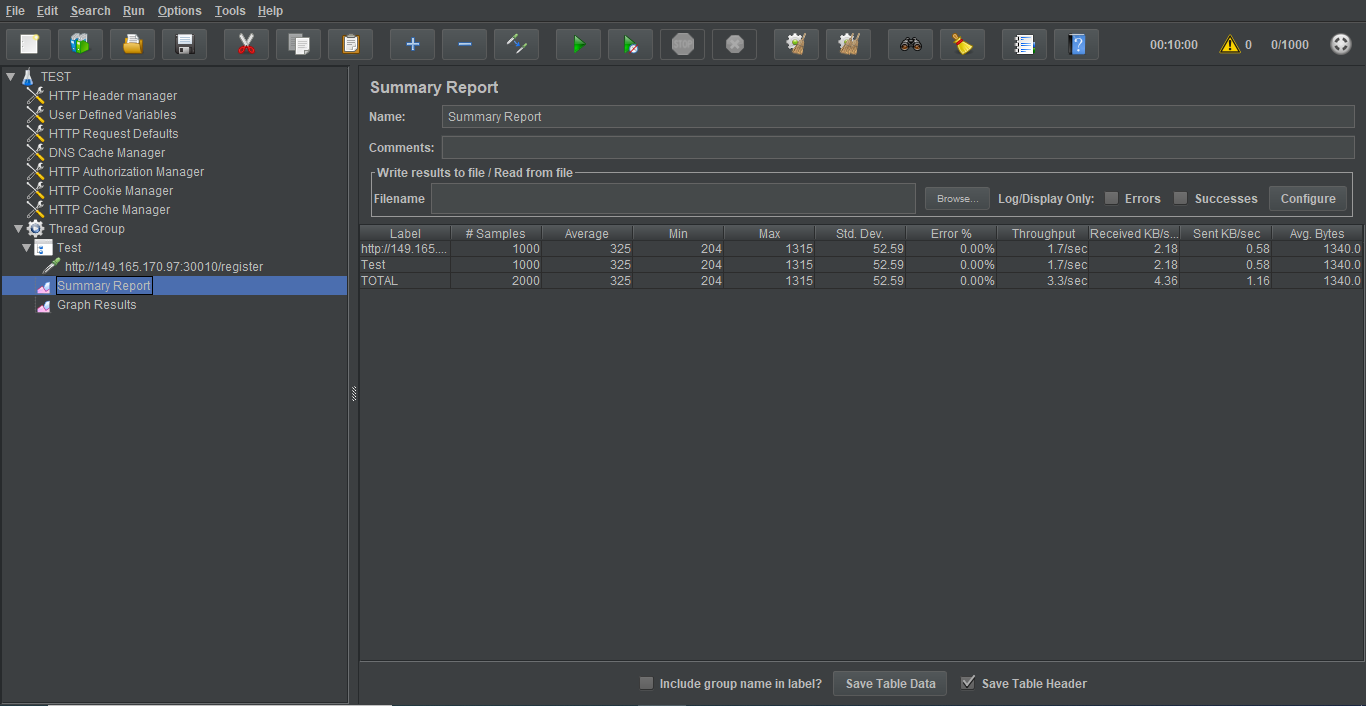 File Edit Search Run Options Tools Help
STOP 00:10:00 0 0/1000
TEST
HTTP Header manager
User Defined Variables
HTTP Request Defaults
DNS Cache Manager
HTTP Authorization Manager
HTTP Cookie Manager
HTTP Cache Manager
Thread Group
Test
http://149.165.170.97:30010/register
Summary Report
Graph Results
Summary Report
Name: Summary Report
Comments:
Write results to file / Read from file
Filename Browse... Log/Display Only: Errors Successes Configure
Label # Samples Average Min Max Std. Dev. Error % Throughput Received KB/s... Sent KB/sec Avg. Bytes
http://149.165.... 1000 325 204 1315 52.59 0.00% 1.7/sec 2.18 0.58 1340.0
Test 1000 325 204 1315 52.59 0.00% 1.7/sec 2.18 0.58 1340.0
TOTAL 2000 325 204 1315 52.59 0.00% 3.3/sec 4.36 1.16 1340.0
Include group name in label? Save Table Data Save Table Header